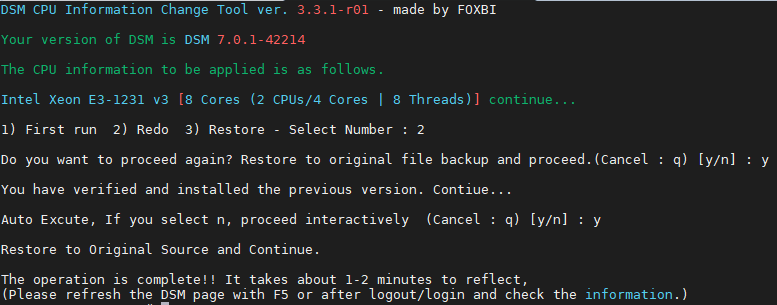 DSM CPU Information Change Tool ver. 3.3.1-r01 - made by FOXBI
Your version of DSM is DSM 7.0.1-42214
The CPU information to be applied is as follows.
Intel Xeon E3-1231 v3 [8 Cores (2 CPUs/4 Cores | 8 Threads)] continue...
1) First run  2) Redo  3) Restore - Select Number : 2
Do you want to proceed again? Restore to original file backup and proceed.(Cancel : q) [y/n] : y
You have verified and installed the previous version. Contiue...
Auto Excute, If you select n, proceed interactively  (Cancel : q) [y/n] : y
Restore to Original Source and Continue.
The operation is complete!! It takes about 1-2 minutes to reflect,
(Please refresh the DSM page with F5 or after logout/login and check the information.)